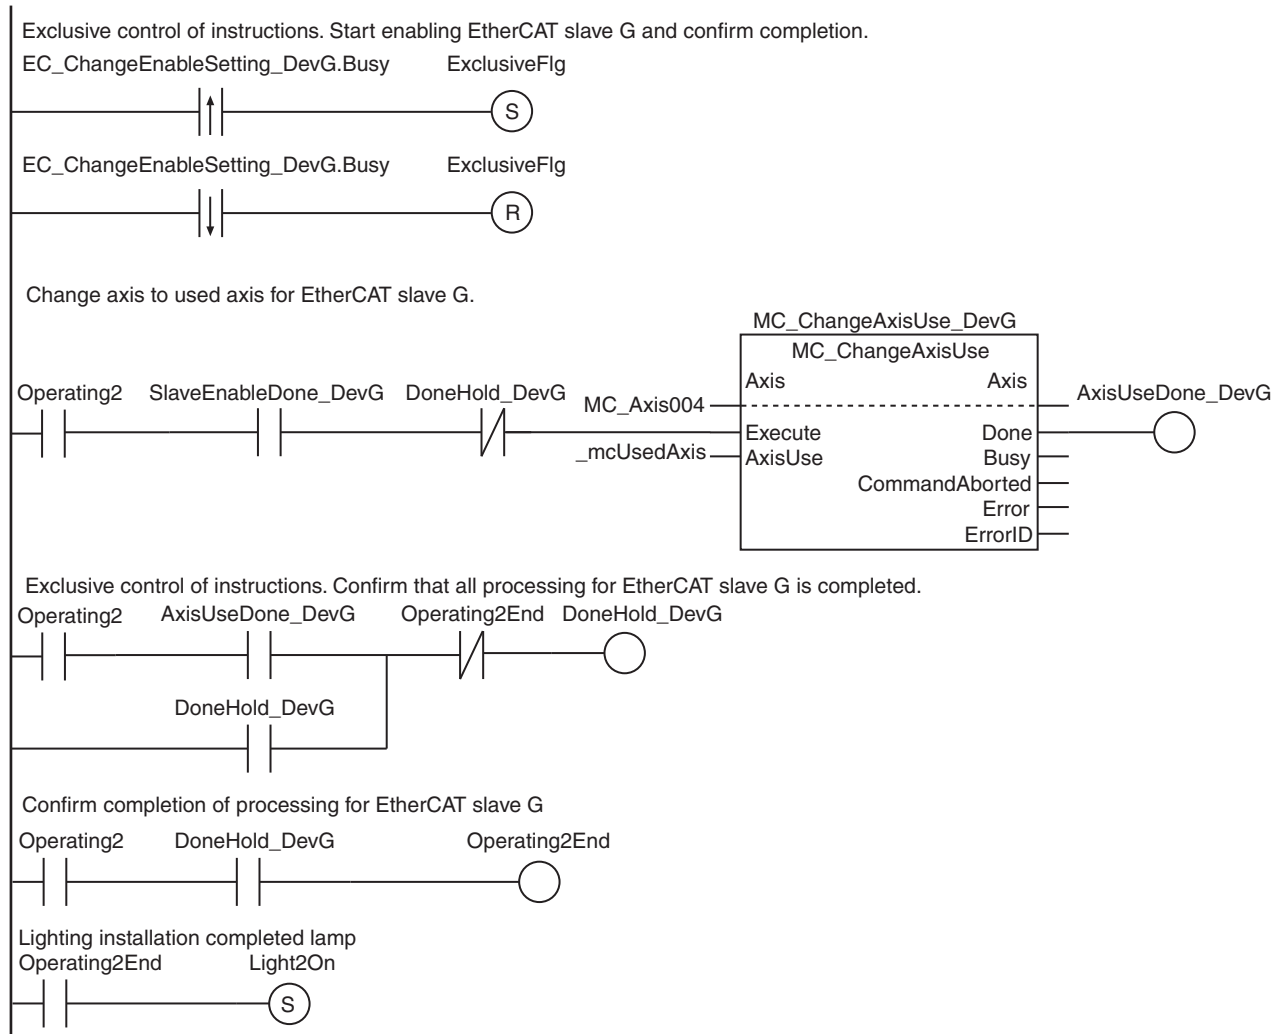 Exclusive control of instructions. Start enabling EtherCAT slave G and confirm completion.
EC_ChangeEnableSetting_DevG.Busy ExclusiveFlg
S
EC_ChangeEnableSetting_DevG.Busy ExclusiveFlg
R
Change axis to used axis for EtherCAT slave G.
MC_ChangeAxisUse_DevG
MC_ChangeAxisUse
Axis Axis
Operating2 SlaveEnableDone_DevG DoneHold_DevG MC_Axis004 AxisUseDone_DevG
Execute Done
_mcUsedAxis AxisUse Busy
CommandAborted
Error
ErrorID
Exclusive control of instructions. Confirm that all processing for EtherCAT slave G is completed.
Operating2 AxisUseDone_DevG Operating2End DoneHold_DevG
DoneHold_DevG
Confirm completion of processing for EtherCAT slave G
Operating2 DoneHold_DevG Operating2End
Lighting installation completed lamp
Operating2End Light2On
S